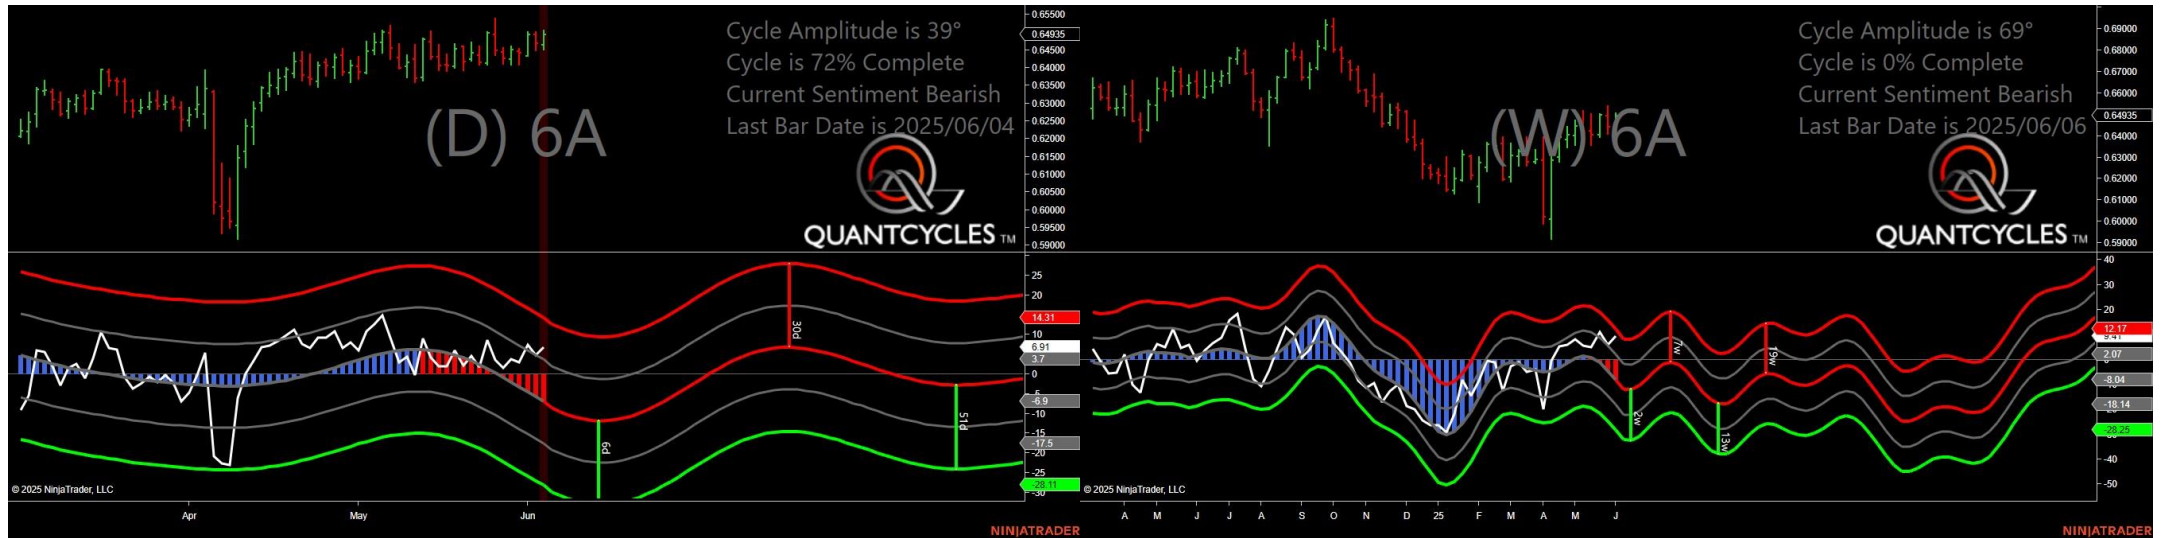 Cycle Amplitude is 39°
Cycle is 72% Complete
Current Sentiment Bearish
Last Bar Date is 2025/06/04
(D) 6A
QUANTCYCLES TM
0.65500
0.64935
0.64500
0.64000
0.63500
0.63000
0.62500
0.62000
0.61500
0.61000
0.60500
0.60000
0.59500
0.59000
25
20
14.31
10
6.91
3.7
0
-6.9
-10
-15
-17.5
-20
-25
-28.11
-30
30d
6d
51d
© 2025 NinjaTrader, LLC
Apr May Jun
NINJATRADER
Cycle Amplitude is 69°
Cycle is 0% Complete
Current Sentiment Bearish
Last Bar Date is 2025/06/06
(W) 6A
QUANTCYCLES TM
0.69000
0.68000
0.67000
0.66000
0.64935
0.64000
0.63000
0.62000
0.61000
0.60000
0.59000
40
30
20
12.17
9.41
2.07
-8.04
-18.14
-28.25
-40
-50
7w
19w
2w
13w
© 2025 NinjaTrader, LLC
A M J J A S O N D 25 F M A M J
NINJATRADER